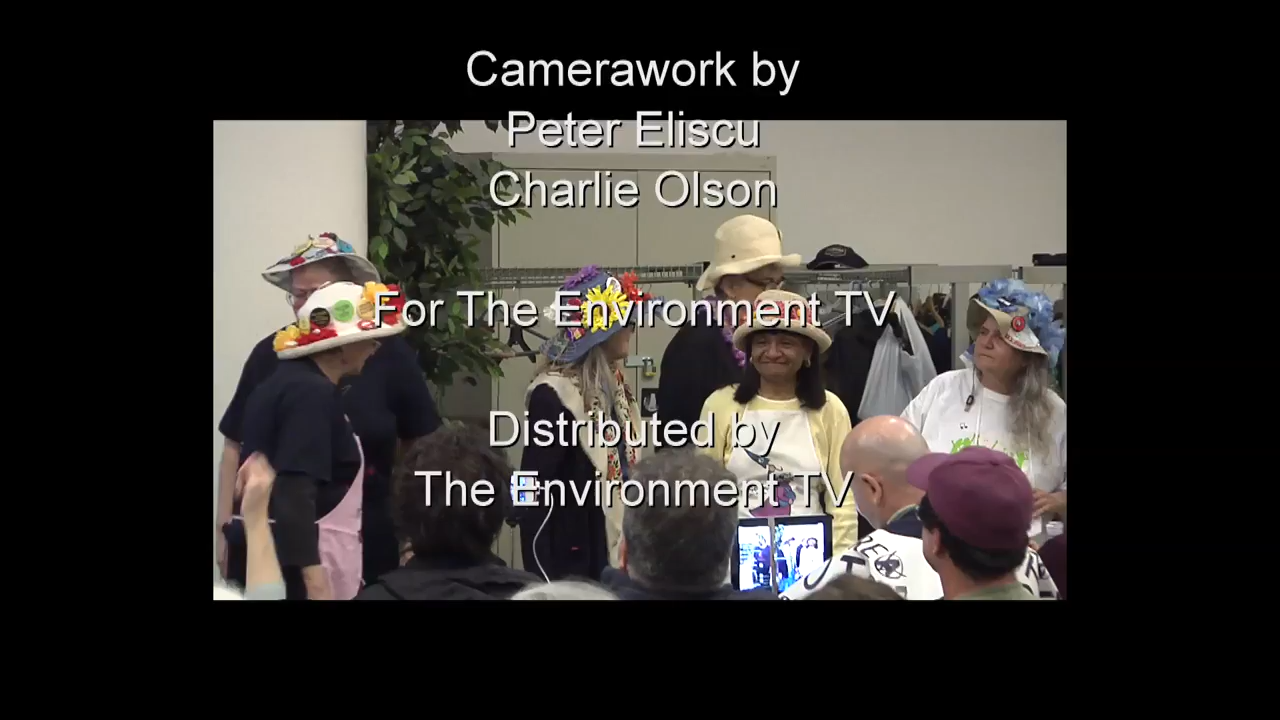 Camerawork by
Peter Eliscu
Charlie Olson
For The Environment TV
Distributed by
The Environment TV